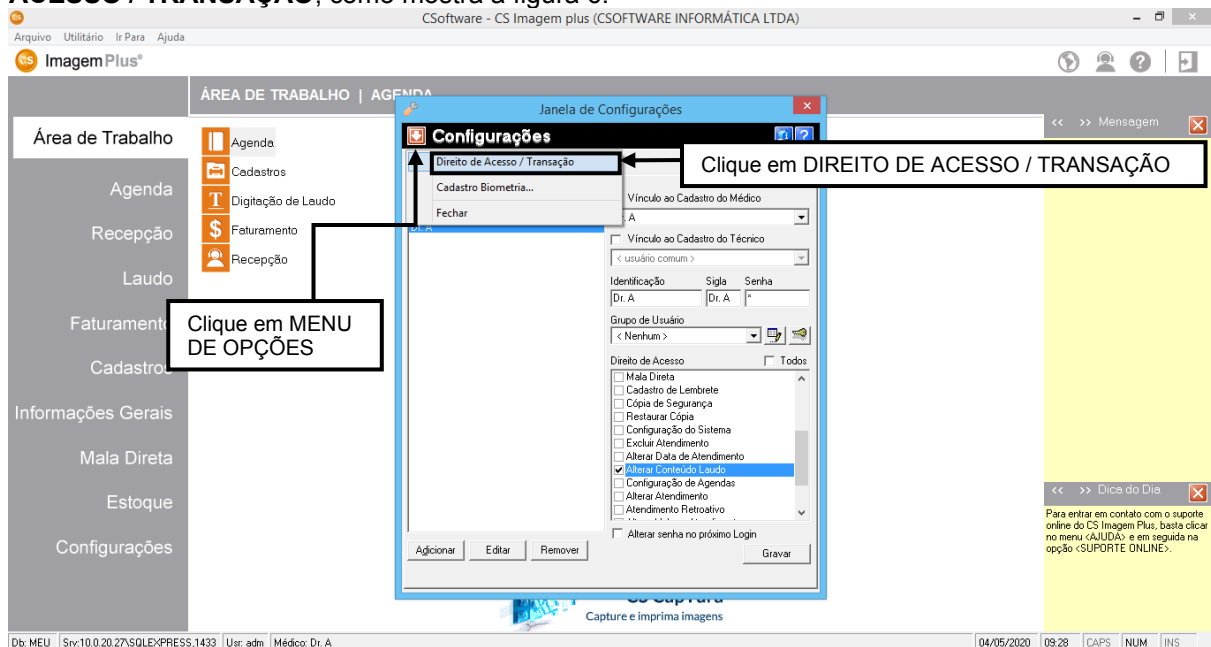 CSoftware - CS Imagem plus (CSOFTWARE INFORMÁTICA LTDA)
Arquivo Utilitário Ir Para Ajuda
CS ImagemPlus®
ÁREA DE TRABALHO |
Janela de Configurações
<< >> Mensagem
Configurações
Área de Trabalho
Agenda
Recepção
Laudo
Cadastros
Informações Gerais
Mala Direta
Estoque
Configurações
Agenda
Cadastros
T Digitação de Laudo
$ Faturamento
Recepção
Direito de Acesso / Transação
Cadastro Biometria...
Fechar
Dr. A
Clique em DIREITO DE ACESSO / TRANSAÇÃO
Clique em MENU
DE OPÇÕES
Vínculo ao Cadastro do Médico
A
Vínculo ao Cadastro do Técnico
< usuário comum >
Identificação Sigla Senha
Dr. A Dr. A *
Grupo de Usuário
< Nenhum >
Direito de Acesso Todos
Mala Direta
Cadastro de Lembrete
Cópia de Segurança
Restaurar Cópia
Configuração do Sistema
Excluir Atendimento
Alterar Data de Atendimento
Alterar Conteúdo Laudo
Configuração de Agendas
Alterar Atendimento
Atendimento Retroativo
Alterar senha no próximo Login
Adicionar Editar Remover Gravar
<< >> Dica do Dia
Para entrar em contato com o suporte
online do CS Imagem Plus, basta clicar
no menu <AJUDA> e em seguida na
opção <SUPORTE ONLINE>.
Capture e imprima imagens
Db: MEU Srv:10.0.20.27\SQLEXPRESS,1433 Usr: adm Médico: Dr. A 04/05/2020 09:28 CAPS NUM INS